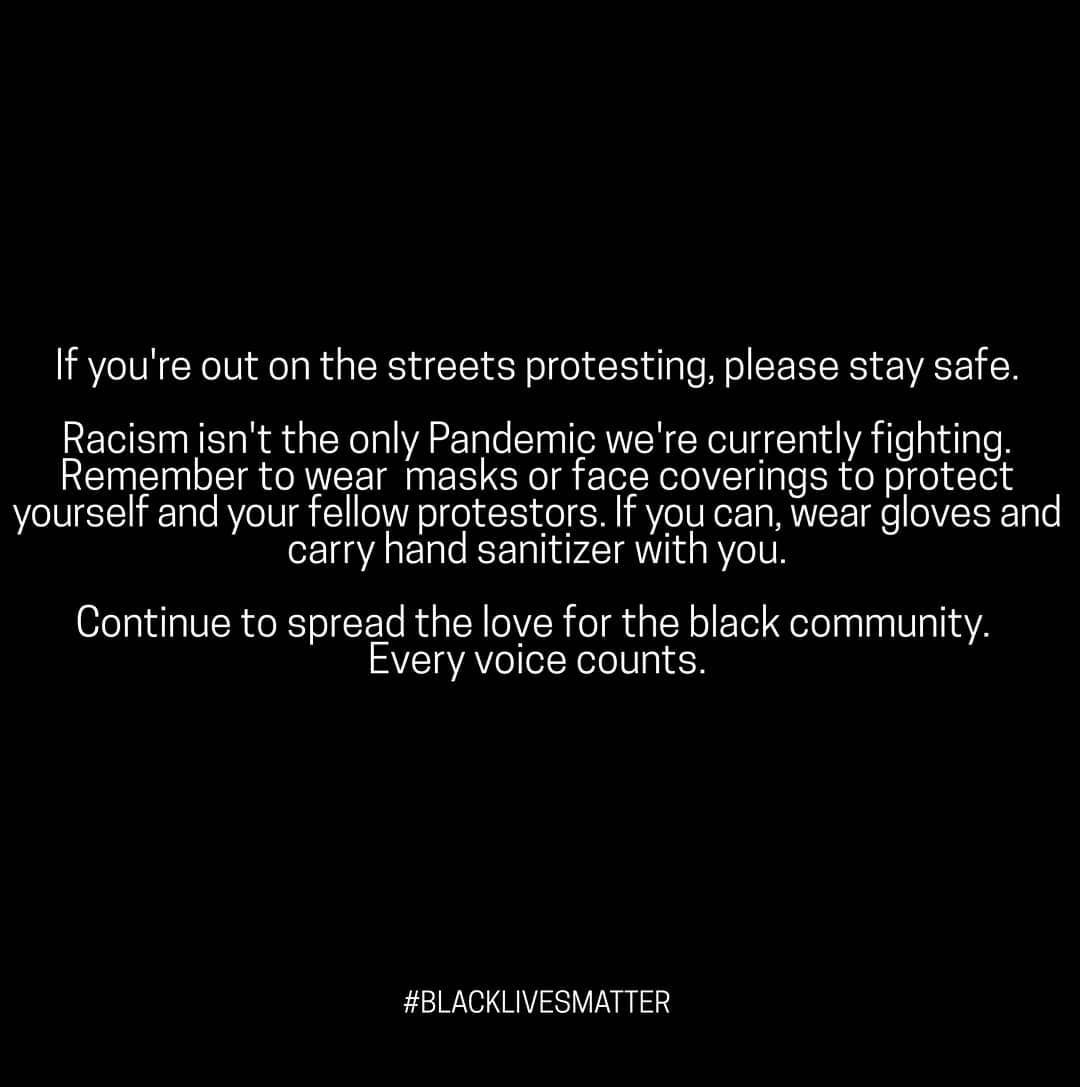 If you're out on the streets protesting, please stay safe.
Racism isn't the only Pandemic we're currently fighting.
Remember to wear  masks or face coverings to protect
yourself and your fellow protestors. If you can, wear gloves and
carry hand sanitizer with you.
Continue to spread the love for the black community.
Every voice counts.
#BLACKLIVESMATTER